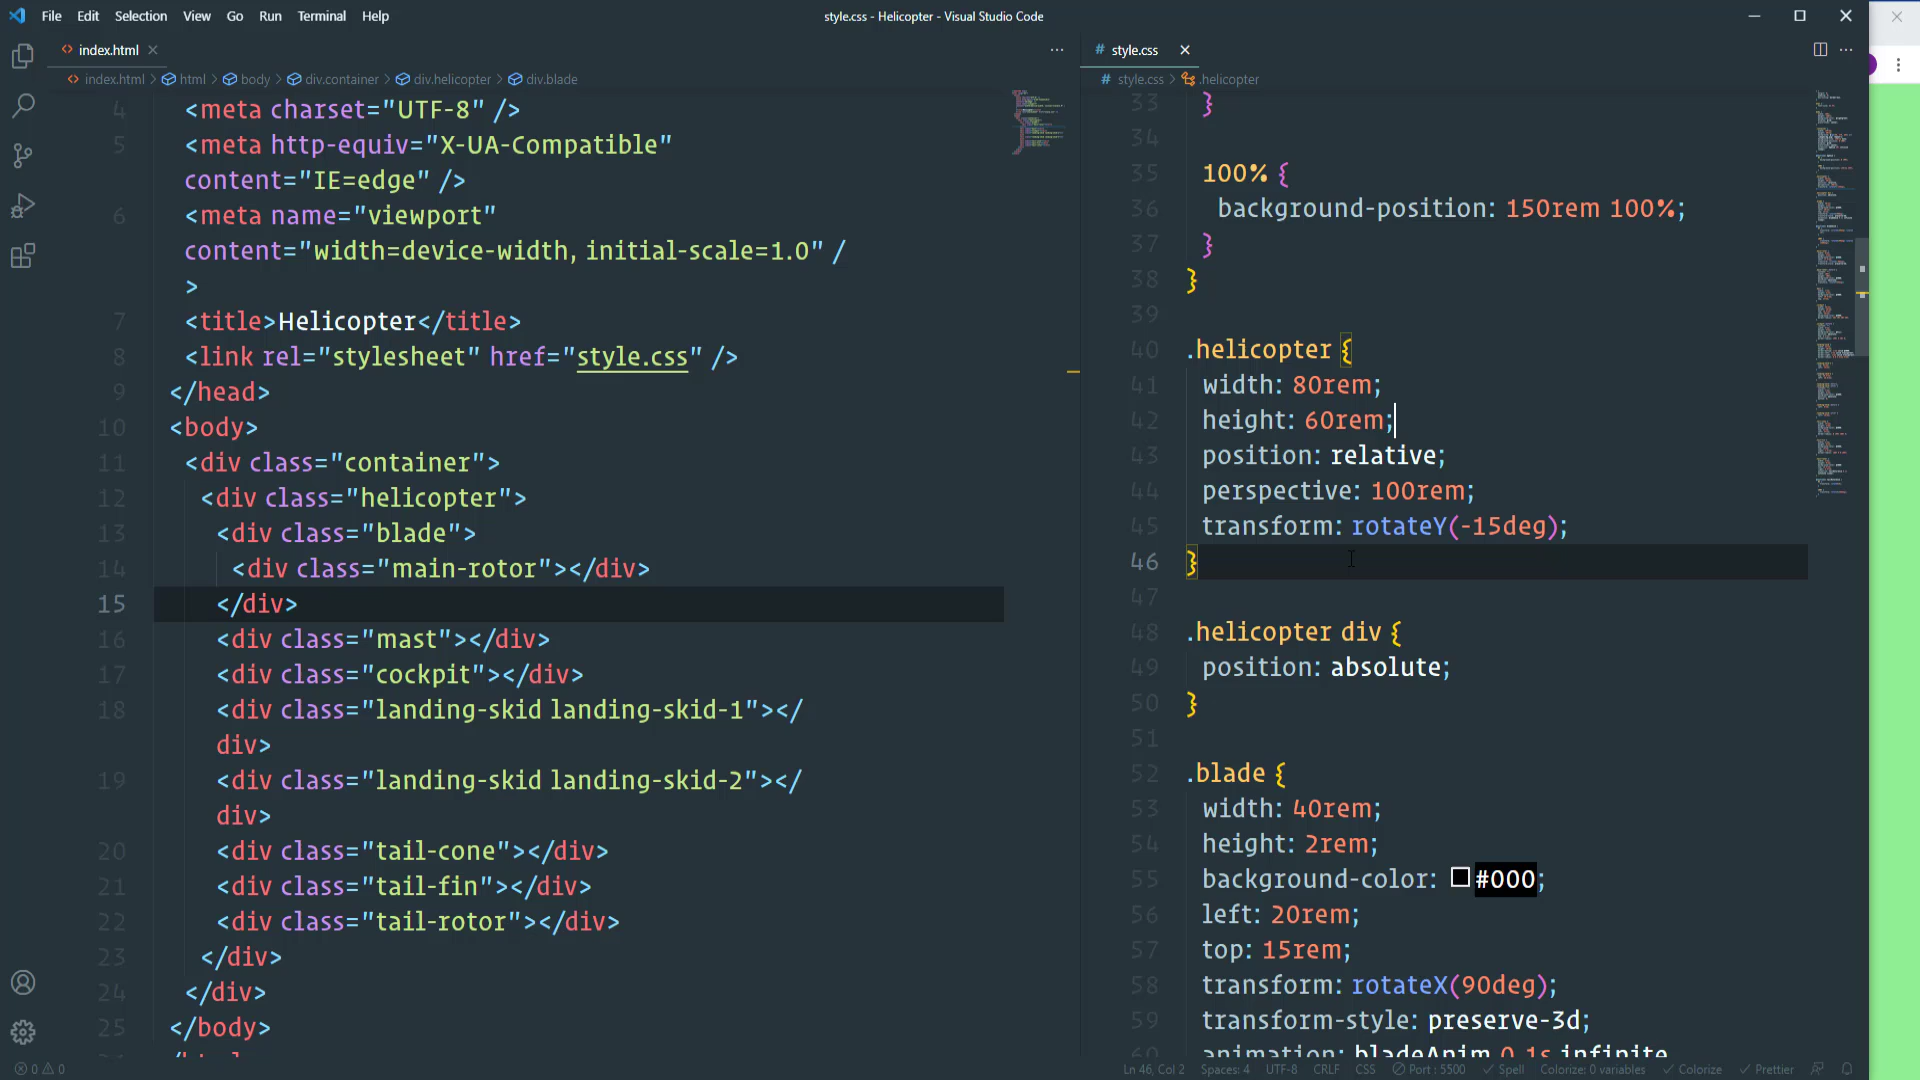 File Edit Selection View Go Run Terminal Help
style.css - Helicopter - Visual Studio Code
index.html
index.html > html > body > div.container > div.helicopter > div.blade
4 <meta charset="UTF-8" />
5 <meta http-equiv="X-UA-Compatible"
content="IE=edge" />
6 <meta name="viewport"
content="width=device-width, initial-scale=1.0" /
>
7 <title>Helicopter</title>
8 <link rel="stylesheet" href="style.css" />
9 </head>
10 <body>
11 <div class="container">
12 <div class="helicopter">
13 <div class="blade">
14 <div class="main-rotor"></div>
15 </div>
16 <div class="mast"></div>
17 <div class="cockpit"></div>
18 <div class="landing-skid landing-skid-1"></
div>
19 <div class="landing-skid landing-skid-2"></
div>
20 <div class="tail-cone"></div>
21 <div class="tail-fin"></div>
22 <div class="tail-rotor"></div>
23 </div>
24 </div>
25 </body>
# style.css
# style.css > .helicopter
33 }
34
35 100% {
36 background-position: 150rem 100%;
37 }
38 }
39
40 .helicopter {
41 width: 80rem;
42 height: 60rem;
43 position: relative;
44 perspective: 100rem;
45 transform: rotateY(-15deg);
46 }
47
48 .helicopter div {
49 position: absolute;
50 }
51
52 .blade {
53 width: 40rem;
54 height: 2rem;
55 background-color: #000;
56 left: 20rem;
57 top: 15rem;
58 transform: rotateX(90deg);
59 transform-style: preserve-3d;
60 animation: bladeAnim 0.1s infinite
0 0
Ln 46, Col 2 Spaces: 4 UTF-8 CRLF CSS Port : 5500 Spell Colorize: 0 variables Colorize Prettier